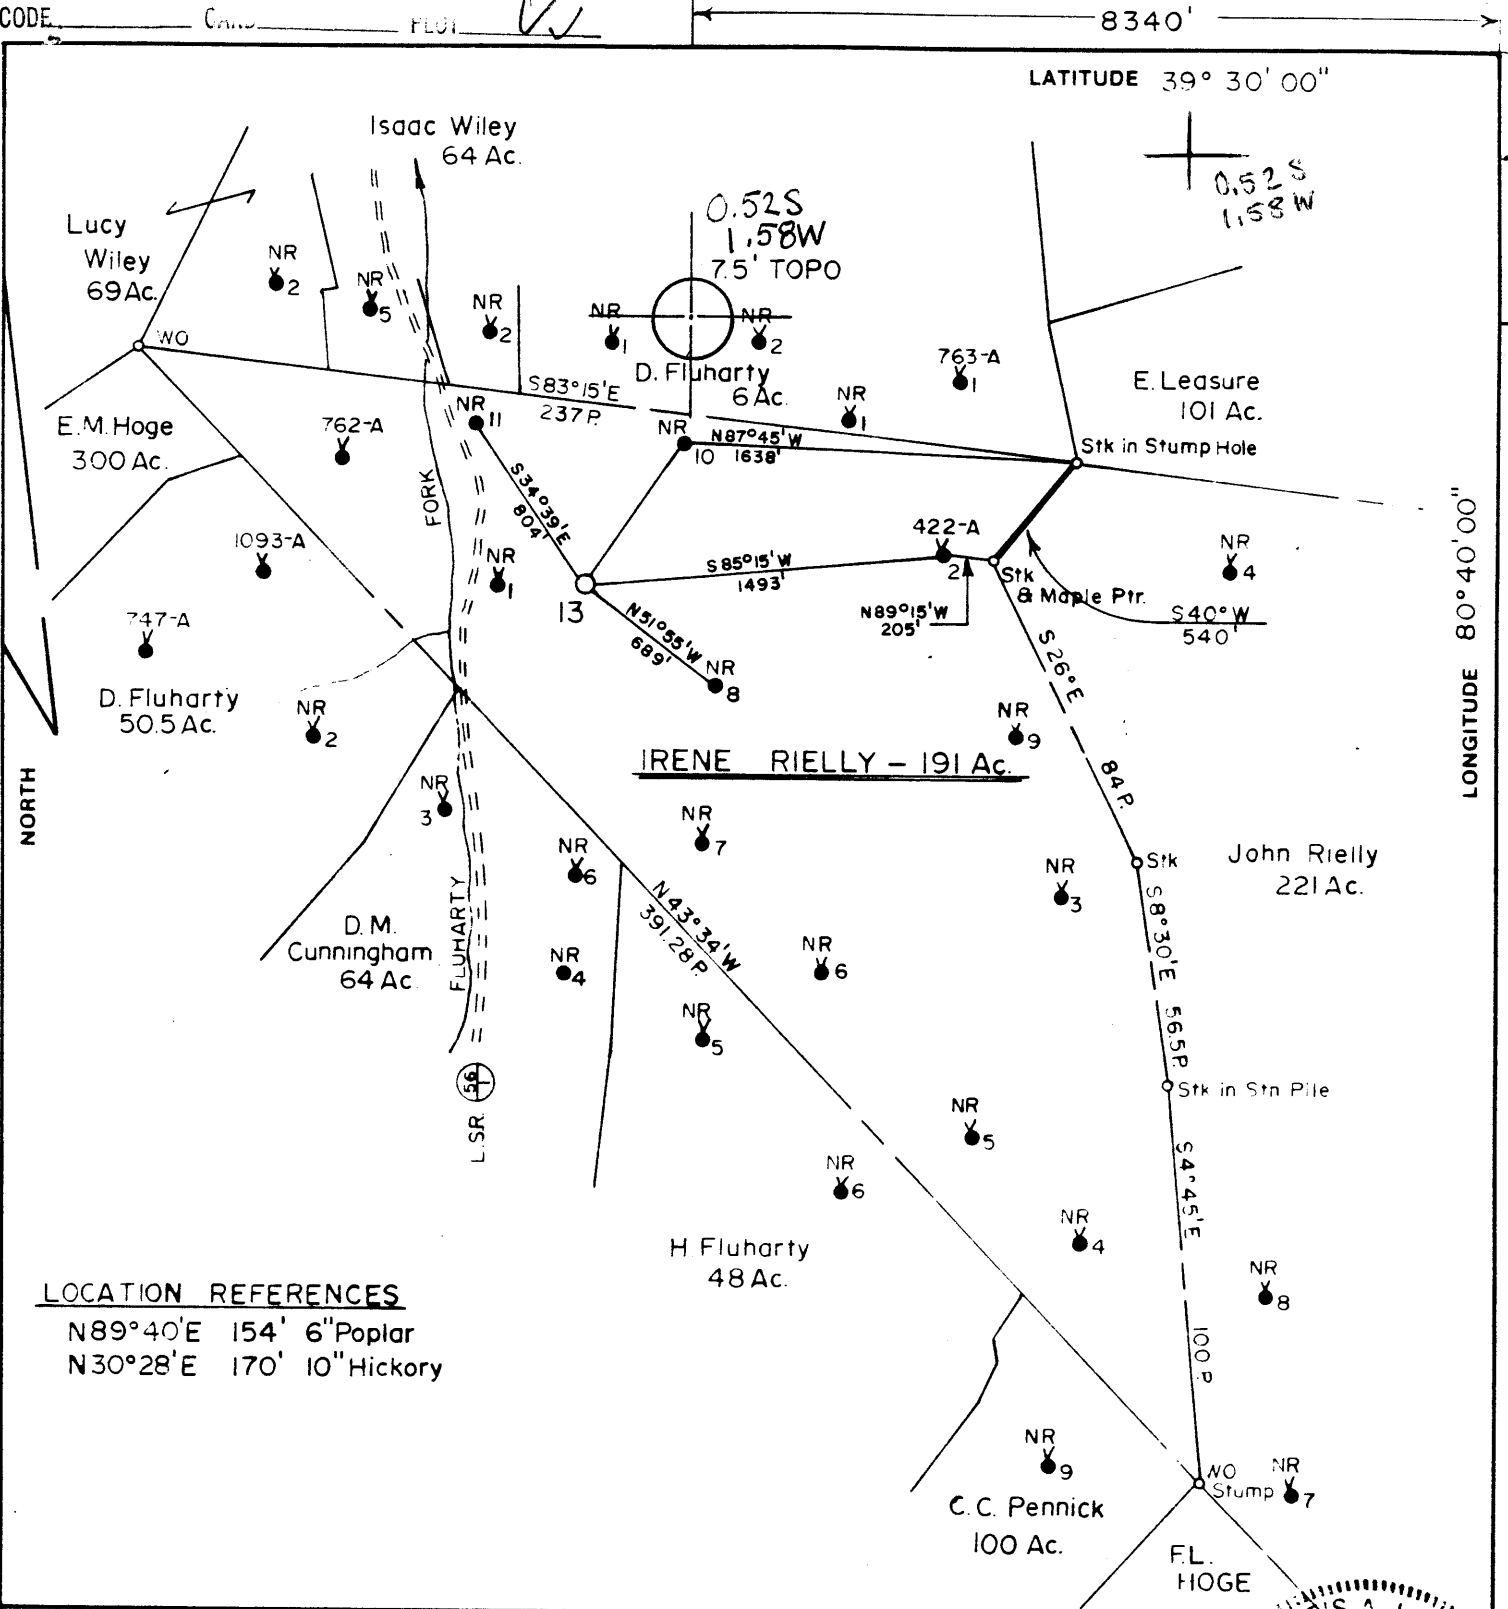 CODE
8340'
LATITUDE 39° 30' 00"
Isaac Wiley
64 Ac.
0.52 S
1.58 W
0.52S
1.58W
7.5' TOPO
Lucy
Wiley
69 Ac.
NR
2
NR
5
NR
2
NR
1
NR
2
WO
D. Fluharty
6 Ac.
763-A
1
E. Leasure
101 Ac.
S83°15'E
237 P.
NR
1
E.M. Hoge
300 Ac.
762-A
NR
11
NR
10
N87°45'W
1638'
Stk in Stump Hole
FORK
S34°39'E
804'
422-A
2
1093-A
NR
1
S85°15'W
1493'
Stk
& Maple Ptr.
NR
4
13
N89°15'W
205'
S40°W
540'
747-A
N51°55'W
689'
NR
8
S26°E
84 P.
LONGITUDE 80° 40' 00"
D. Fluharty
50.5 Ac.
NR
2
NR
9
IRENE RIELLY - 191 Ac.
NORTH
NR
3
NR
7
NR
6
Stk
John Rielly
221 Ac.
NR
3
N43°34'W
391.28 P.
S8°30'E
56.5 P.
FLUHARTY
D. M.
Cunningham
64 Ac.
NR
4
NR
6
NR
5
56
1
L.S.R.
Stk in Stn Pile
NR
5
NR
6
S4°45'E
100 P.
NR
4
H. Fluharty
48 Ac.
NR
8
LOCATION REFERENCES
N89°40'E 154' 6" Poplar
N30°28'E 170' 10" Hickory
NR
9
WO
Stump
NR
7
C. C. Pennick
100 Ac.
F.L.
HOGE